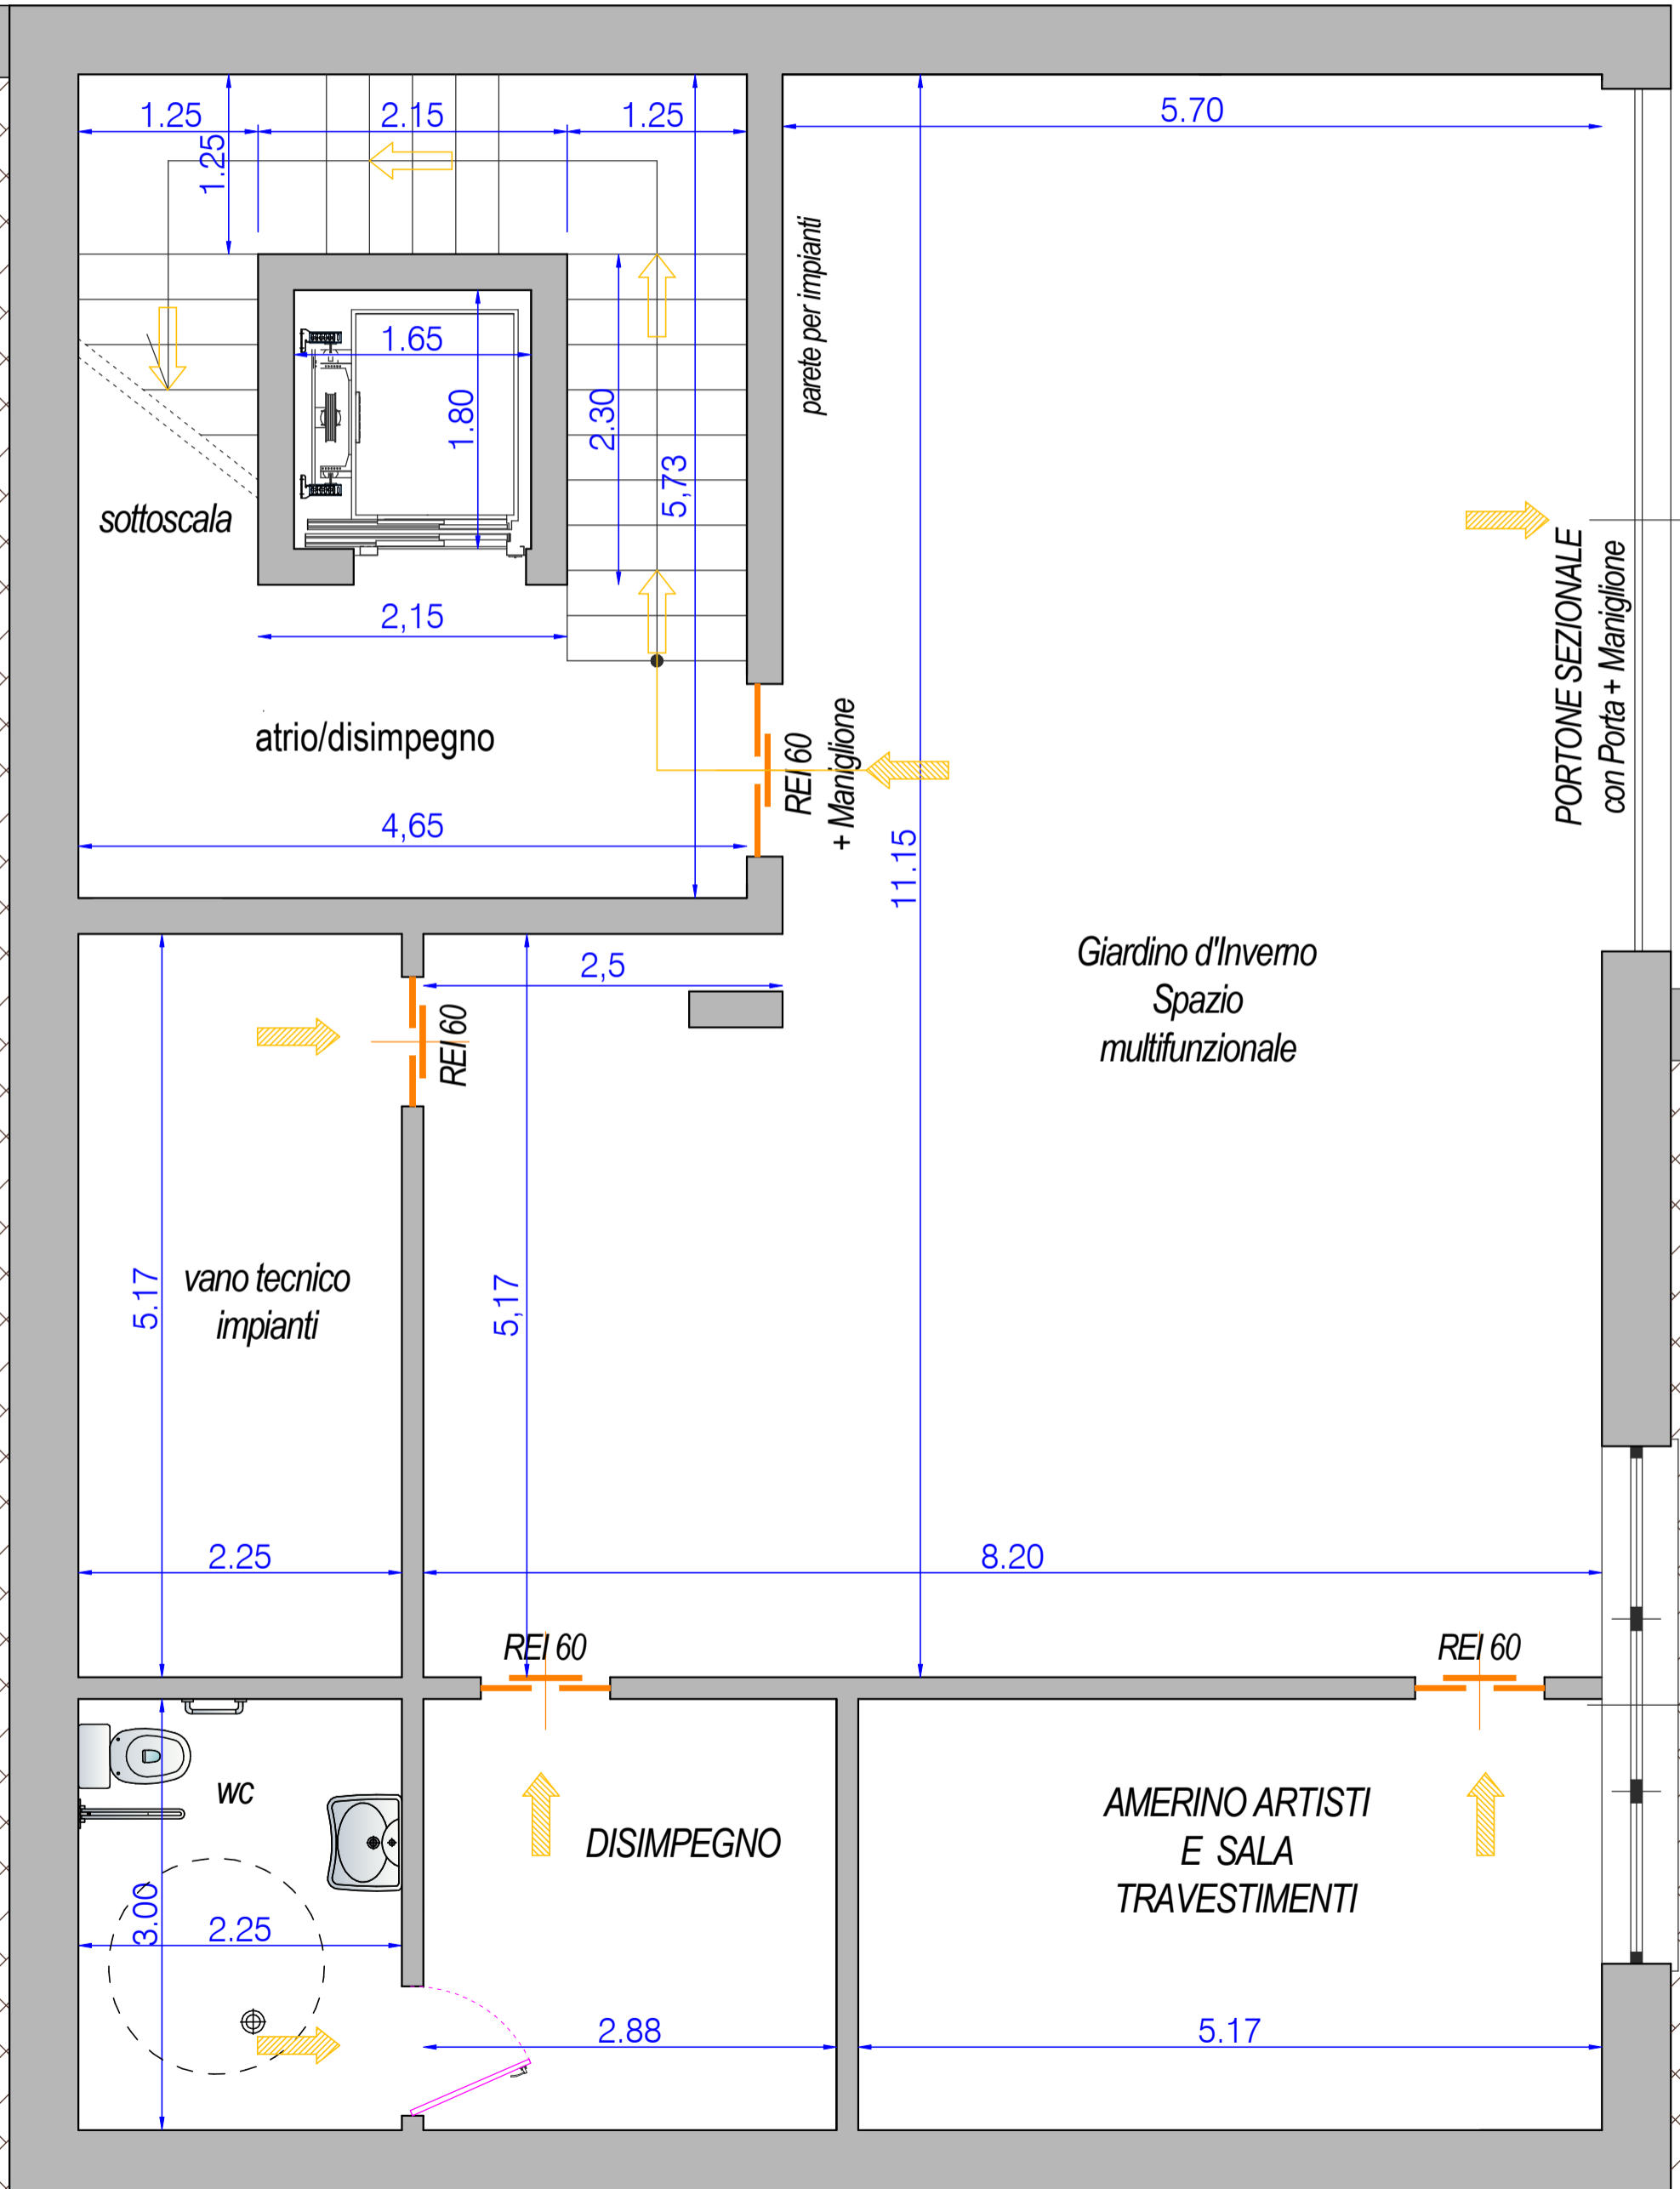 1.25
2.15
1.25
5.70
1.25
parete per impianti
1.65
1.80
2.30
5,73
sottoscala
PORTONE SEZIONALE
con Porta + Maniglione
2,15
atrio/disimpegno
REI 60
+ Maniglione
4,65
11.15
Giardino d'Inverno
Spazio
multifunzionale
2,5
REI 60
vano tecnico
impianti
5.17
5,17
2.25
8.20
REI 60
REI 60
wc
DISIMPEGNO
AMERINO ARTISTI
E SALA
TRAVESTIMENTI
3.00
2.25
2.88
5.17